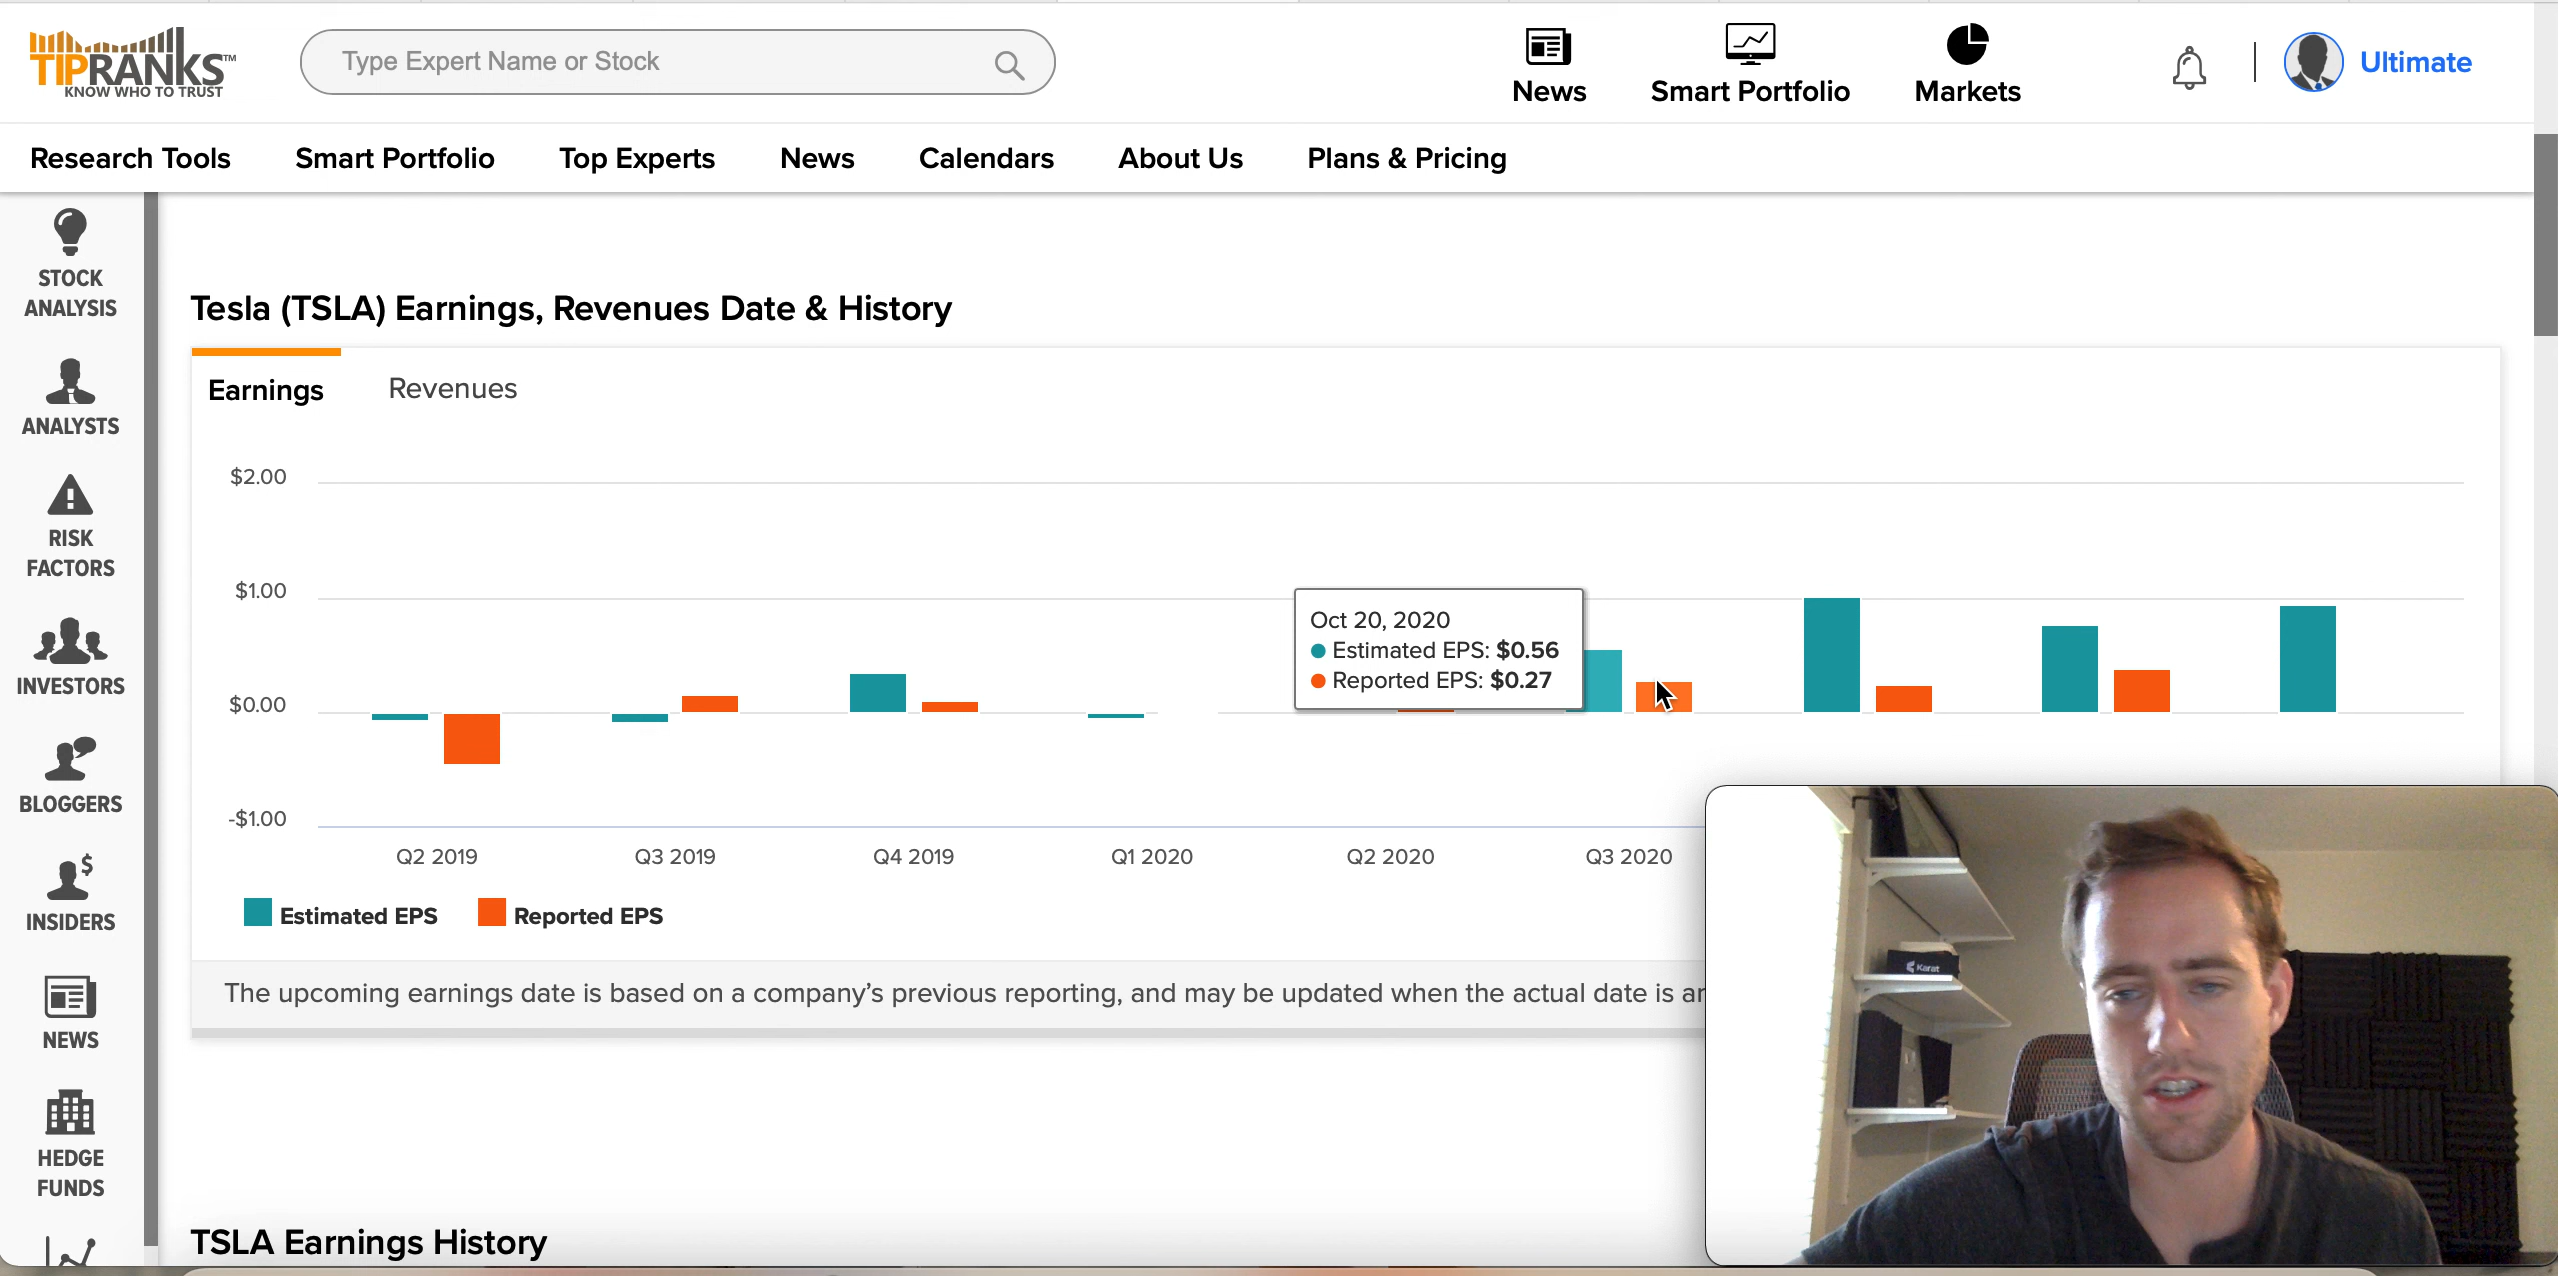 TIPRANKS™
KNOW WHO TO TRUST
Type Expert Name or Stock
News
Smart Portfolio
Markets
Ultimate
Research Tools
Smart Portfolio
Top Experts
News
Calendars
About Us
Plans & Pricing
STOCK
ANALYSIS
ANALYSTS
RISK
FACTORS
INVESTORS
BLOGGERS
INSIDERS
NEWS
HEDGE
FUNDS
Tesla (TSLA) Earnings, Revenues Date & History
Earnings
Revenues
$2.00
$1.00
$0.00
-$1.00
Oct 20, 2020
Estimated EPS: $0.56
Reported EPS: $0.27
Q2 2019
Q3 2019
Q4 2019
Q1 2020
Q2 2020
Q3 2020
Estimated EPS
Reported EPS
The upcoming earnings date is based on a company's previous reporting, and may be updated when the actual date is
Karat
TSLA Earnings History